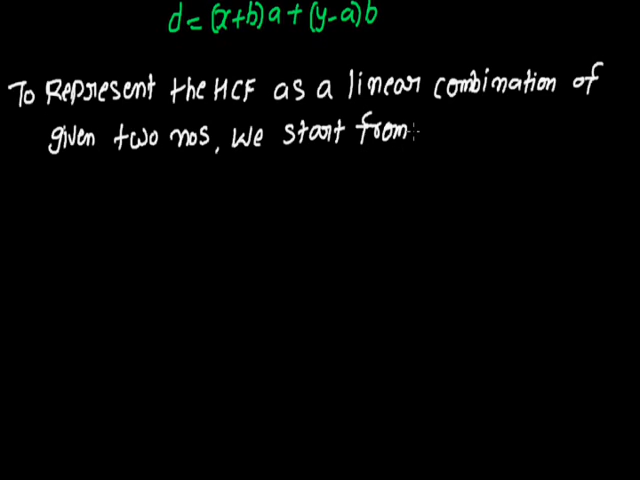 d = (x+b)a + (y-a)b
To Represent the HCF as a linear combination of
given two nos, we start from